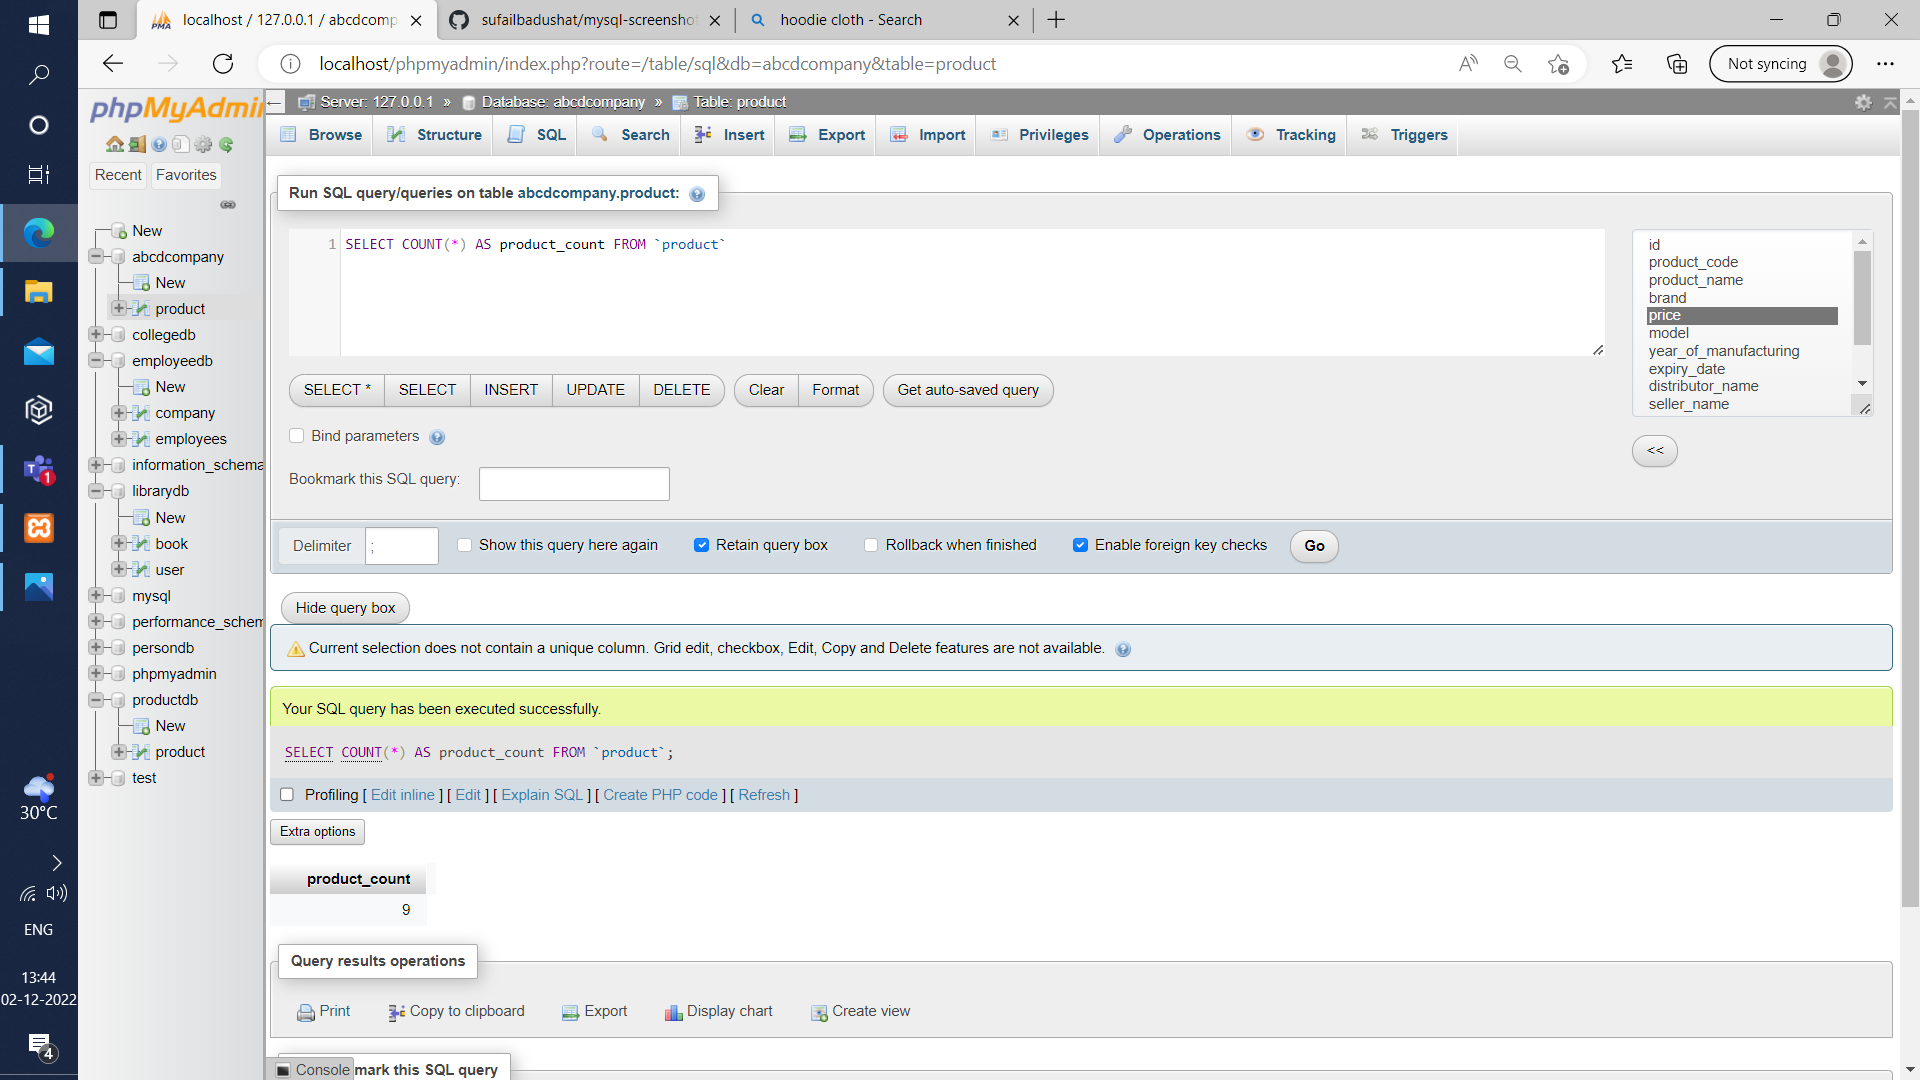 localhost / 127.0.0.1 / abcdcomp
sufailbadushat/mysql-screensho
hoodie cloth - Search
localhost/phpmyadmin/index.php?route=/table/sql&db=abcdcompany&table=product
Not syncing
phpMyAdmin
Recent
Favorites
New
abcdcompany
New
product
collegedb
employeedb
New
company
employees
information_schema
librarydb
New
book
user
mysql
performance_schem
persondb
phpmyadmin
productdb
New
product
test
Server: 127.0.0.1 » Database: abcdcompany » Table: product
Browse
Structure
SQL
Search
Insert
Export
Import
Privileges
Operations
Tracking
Triggers
Run SQL query/queries on table abcdcompany.product:
1 SELECT COUNT(*) AS product_count FROM `product`
id
product_code
product_name
brand
price
model
year_of_manufacturing
expiry_date
distributor_name
seller_name
<<
SELECT *
SELECT
INSERT
UPDATE
DELETE
Clear
Format
Get auto-saved query
Bind parameters
Bookmark this SQL query:
Delimiter ;
Show this query here again
Retain query box
Rollback when finished
Enable foreign key checks
Go
Hide query box
Current selection does not contain a unique column. Grid edit, checkbox, Edit, Copy and Delete features are not available.
Your SQL query has been executed successfully.
SELECT COUNT(*) AS product_count FROM `product`;
Profiling [ Edit inline ] [ Edit ] [ Explain SQL ] [ Create PHP code ] [ Refresh ]
Extra options
product_count
9
Query results operations
Print
Copy to clipboard
Export
Display chart
Create view
Console
mark this SQL query
1
30°C
ENG
13:44
02-12-2022
4